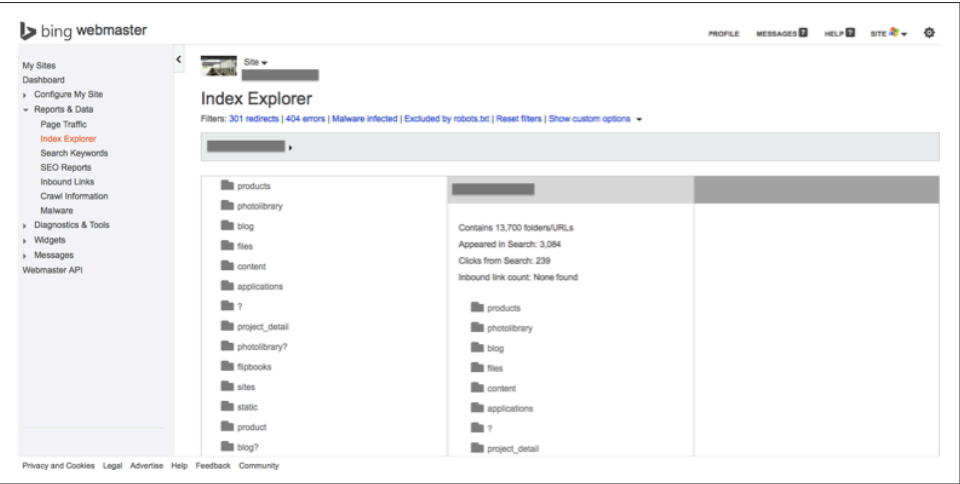 bing webmaster
PROFILE MESSAGES ? HELP ? SITE
My Sites
Dashboard
Configure My Site
Reports & Data
Page Traffic
Index Explorer
Search Keywords
SEO Reports
Inbound Links
Crawl Information
Malware
Diagnostics & Tools
Widgets
Messages
Webmaster API
Site
Index Explorer
Filters: 301 redirects | 404 errors | Malware infected | Excluded by robots.txt | Reset filters | Show custom options
products
photolibrary
blog
files
content
applications
?
project_detail
photolibrary?
flipbooks
sites
static
product
blog?
Contains 13,700 folders/URLs
Appeared in Search: 3,084
Clicks from Search: 239
Inbound link count: None found
products
photolibrary
blog
files
content
applications
?
project_detail
Privacy and Cookies Legal Advertise Help Feedback Community